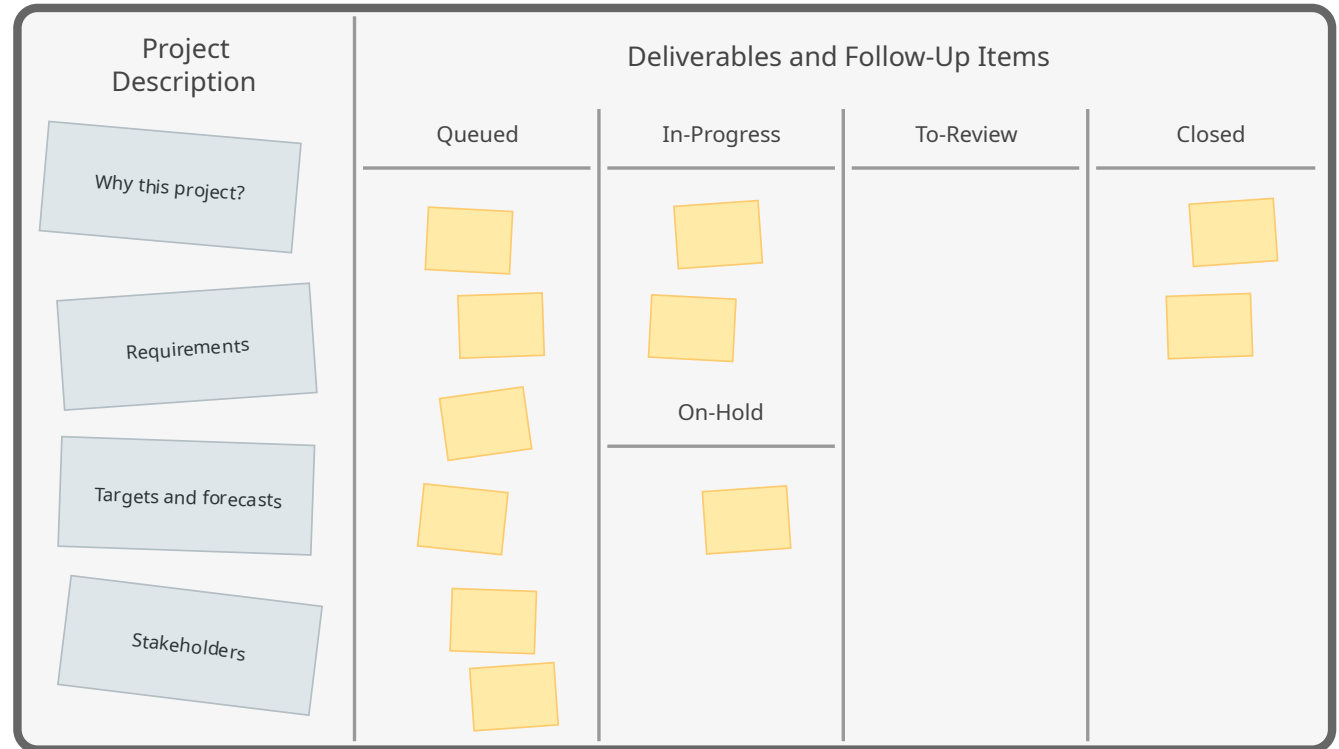 Project
Description
Why this project?
Requirements
Targets and forecasts
Stakeholders
Deliverables and Follow-Up Items
Queued
In-Progress
On-Hold
To-Review
Closed